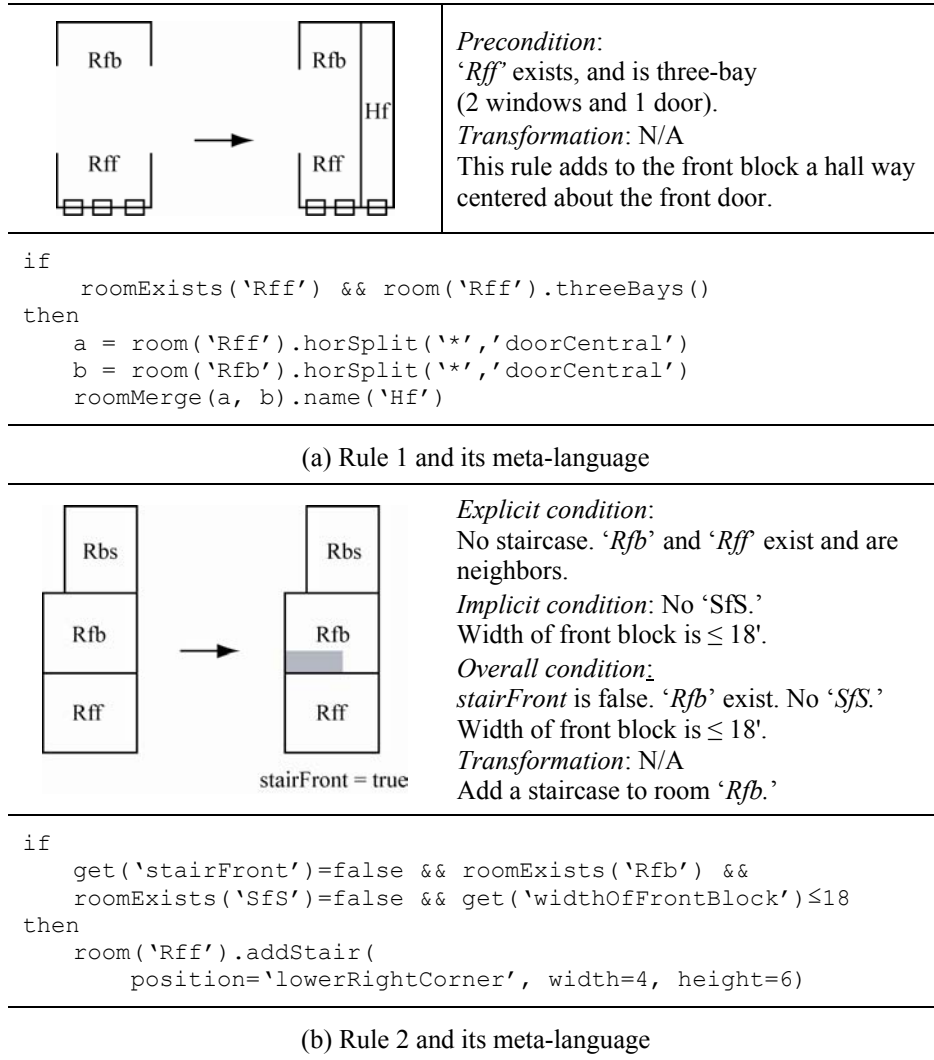 Rfb
Rff
Rfb
Hf
Rff
Precondition:
‘Rff’ exists, and is three-bay
(2 windows and 1 door).
Transformation: N/A
This rule adds to the front block a hall way
centered about the front door.
if
roomExists(‘Rff’) && room(‘Rff’).threeBays()
then
a = room(‘Rff’).horSplit(‘*’,’doorCentral’)
b = room(‘Rfb’).horSplit(‘*’,’doorCentral’)
roomMerge(a, b).name(‘Hf’)
(a) Rule 1 and its meta-language
Rbs
Rfb
Rff
Rbs
Rfb
Rff
stairFront = true
Explicit condition:
No staircase. ‘Rfb’ and ‘Rff’ exist and are
neighbors.
Implicit condition: No ‘SfS.’
Width of front block is ≤ 18'.
Overall condition:
stairFront is false. ‘Rfb’ exist. No ‘SfS.’
Width of front block is ≤ 18'.
Transformation: N/A
Add a staircase to room ‘Rfb.’
if
get(‘stairFront’)=false && roomExists(‘Rfb’) &&
roomExists(‘SfS’)=false && get(‘widthOfFrontBlock’)≤18
then
room(‘Rff’).addStair(
position=‘lowerRightCorner’, width=4, height=6)
(b) Rule 2 and its meta-language